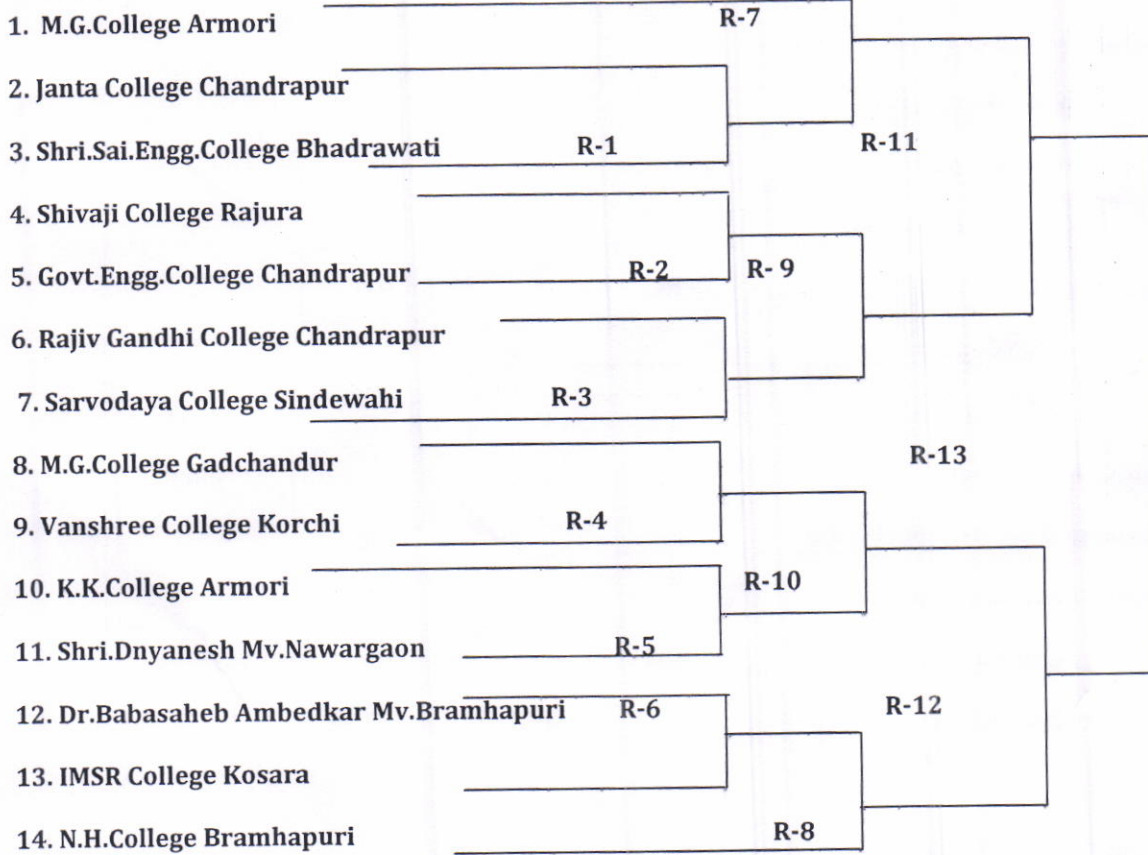 R-7
1. M.G.College Armori
2. Janta College Chandrapur
3. Shri.Sai.Engg.College Bhadrawati R-1 R-11
4. Shivaji College Rajura
5. Govt.Engg.College Chandrapur R-2 R- 9
6. Rajiv Gandhi College Chandrapur
7. Sarvodaya College Sindewahi R-3
8. M.G.College Gadchandur R-13
9. Vanshree College Korchi R-4
10. K.K.College Armori R-10
11. Shri.Dnyanesh Mv.Nawargaon R-5
12. Dr.Babasaheb Ambedkar Mv.Bramhapuri R-6 R-12
13. IMSR College Kosara
14. N.H.College Bramhapuri R-8